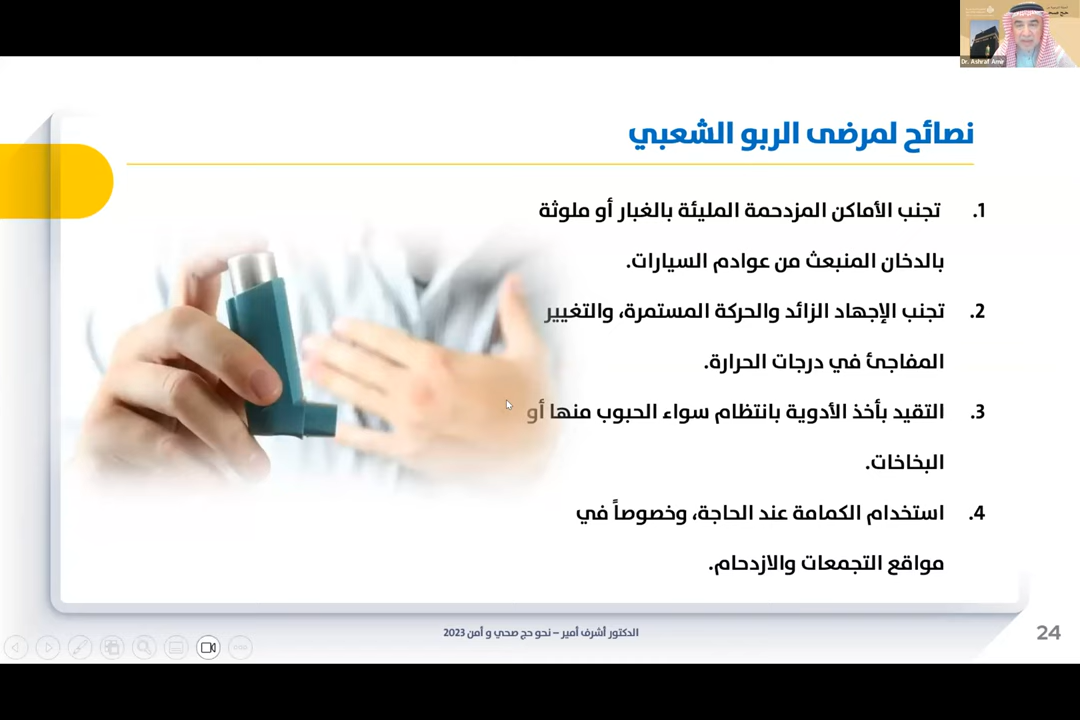 Dr. Ashraf Amir
نصائح لمرضى الربو الشعبي
1. تجنب الأماكن المزدحمة المليئة بالغبار أو ملوثة
بالدخان المنبعث من عوادم السيارات.
2. تجنب الإجهاد الزائد والحركة المستمرة، والتغيير
المفاجئ في درجات الحرارة.
3. التقيد بأخذ الأدوية بانتظام سواء الحبوب منها أو
البخاخات.
4. استخدام الكمامة عند الحاجة، وخصوصاً في
مواقع التجمعات والازدحام.
الدكتور أشرف أمير – نحو حج صحي و أمن 2023
24